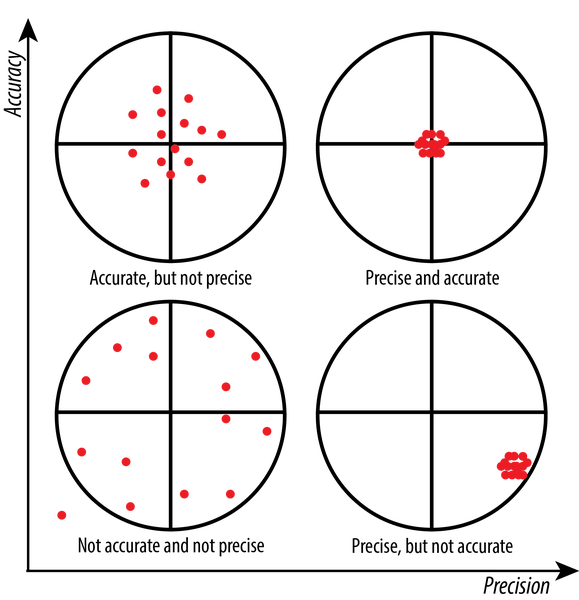 Accuracy
Accurate, but not precise
Precise and accurate
Not accurate and not precise
Precise, but not accurate
Precision